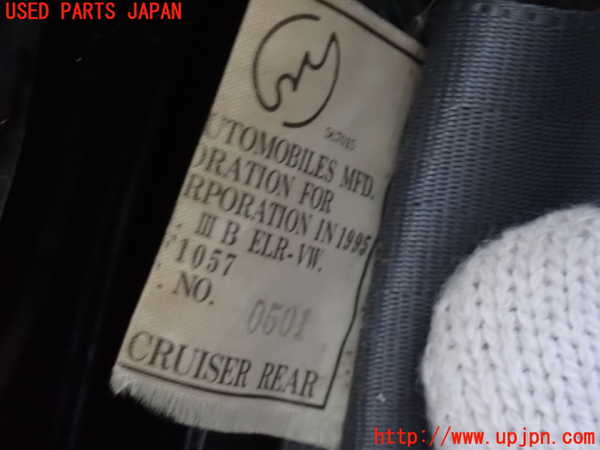 USED PARTS JAPAN
UTOMOBILES MFD.
ORATION FOR
RPORATION IN 1995
. III B ELR-VW.
1057
. NO. 0501
CRUISER REAR
http://www.upjpn.com